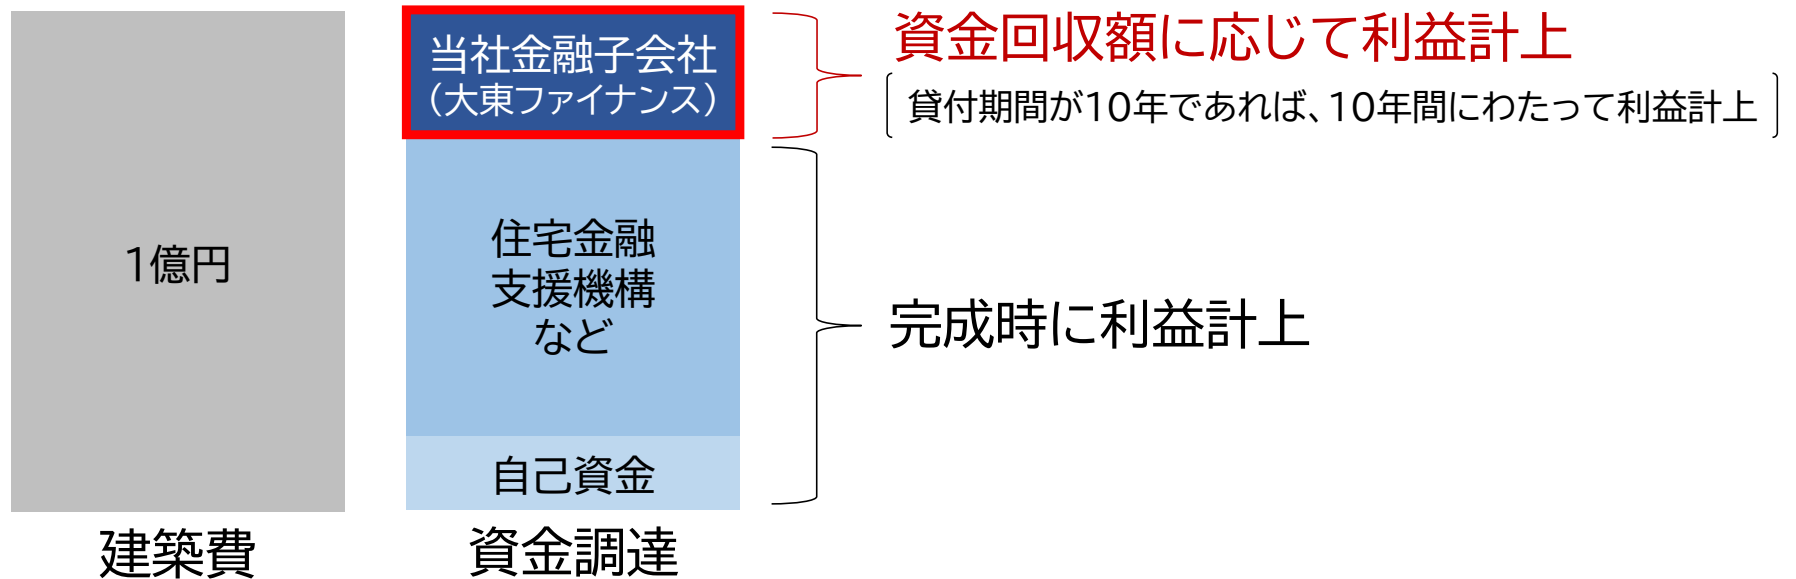 1億円
建築費
当社金融子会社
（大東ファイナンス）
住宅金融
支援機構
など
自己資金
資金調達
資金回収額に応じて利益計上
貸付期間が10年であれば、10年間にわたって利益計上
完成時に利益計上